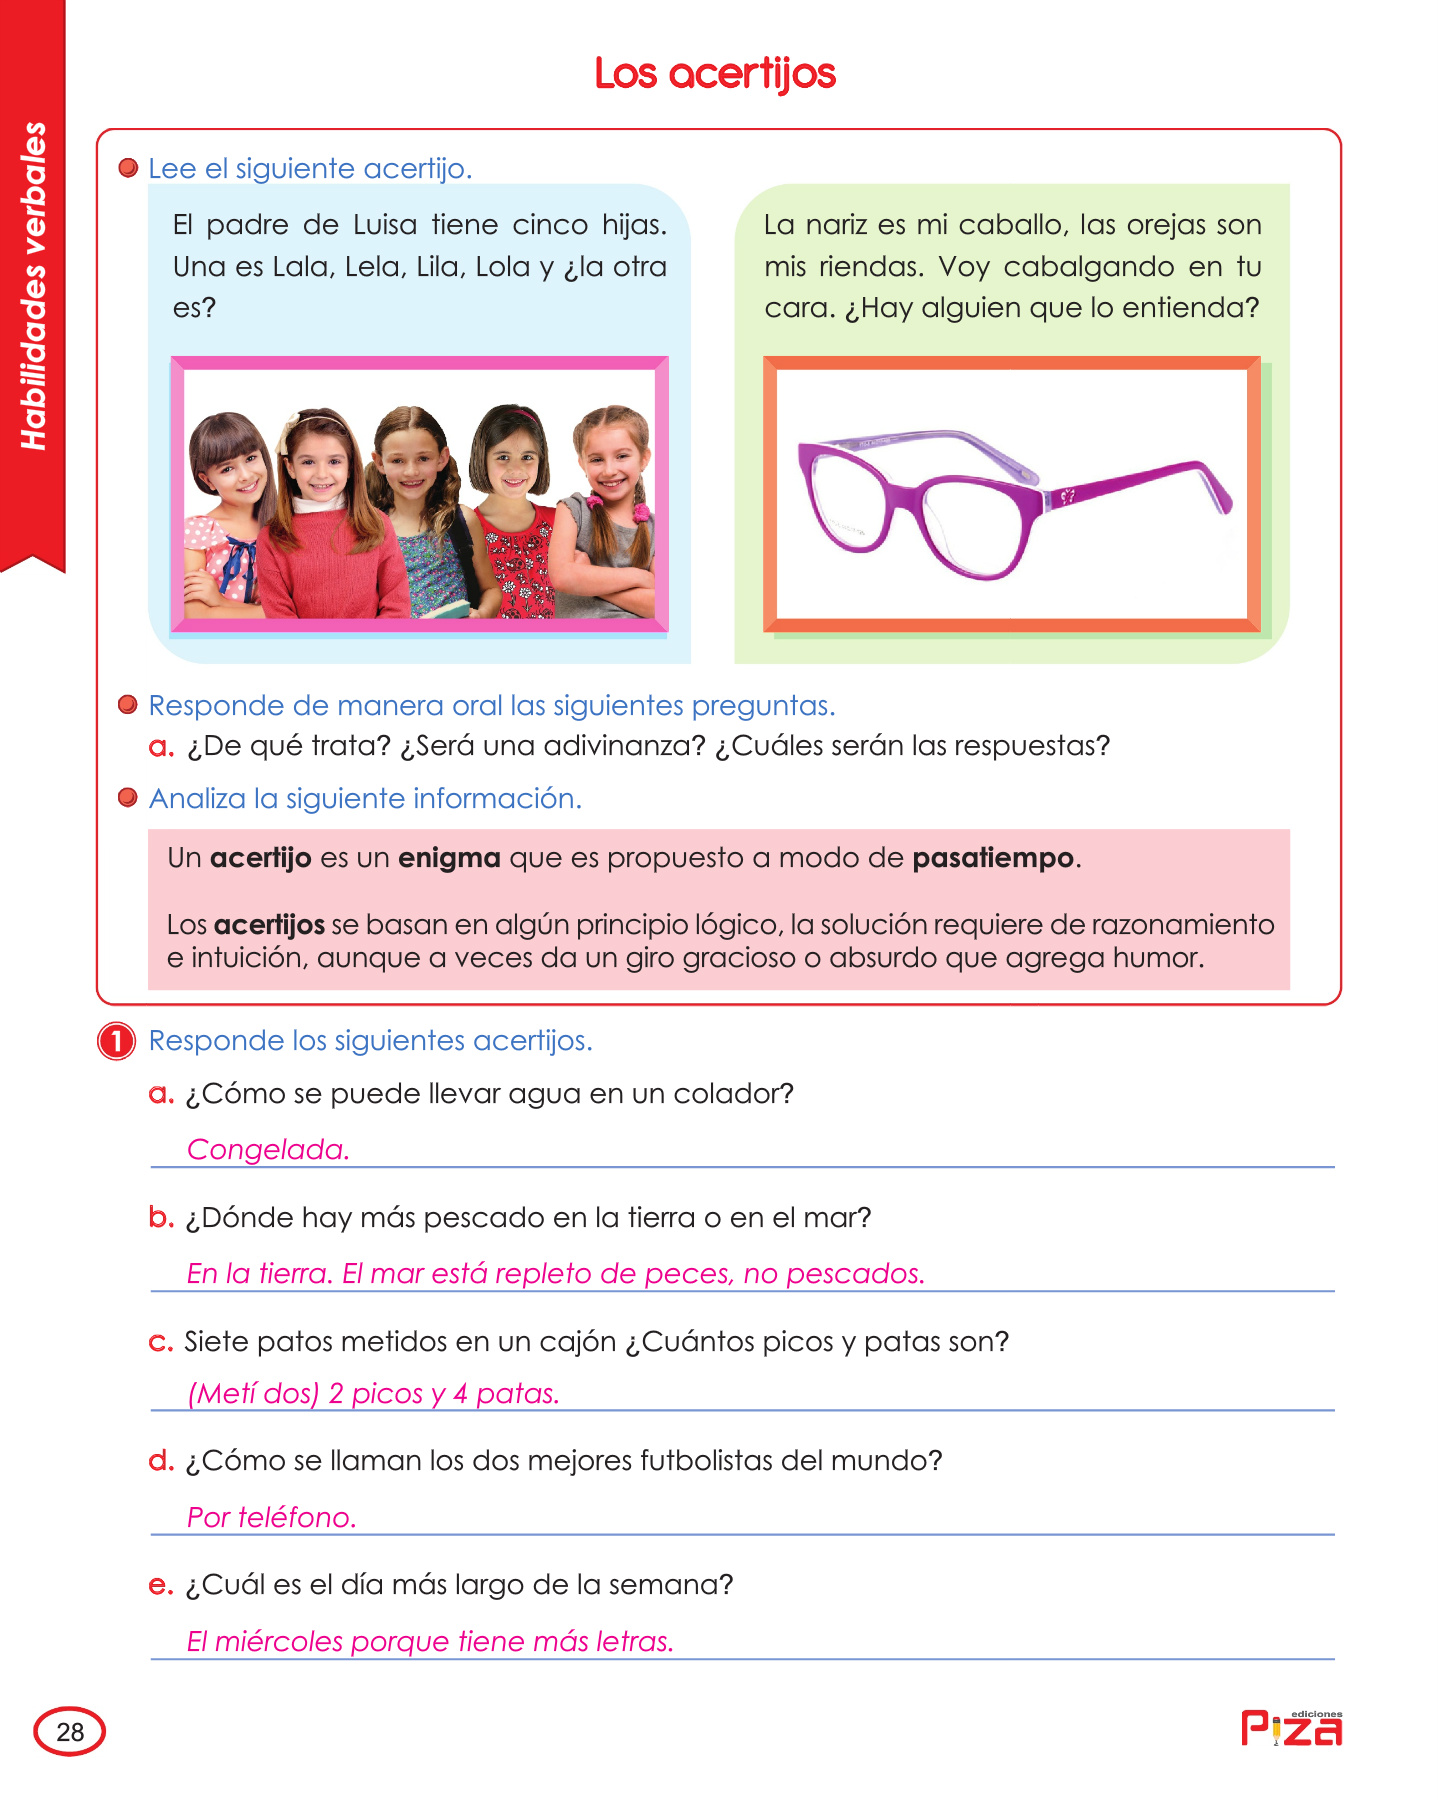 Los acertijos
Habilidades verbales
Lee el siguiente acertijo.
El padre de Luisa tiene cinco hijas.
Una es Lala, Lela, Lila, Lola y ¿la otra
es?
La nariz es mi caballo, las orejas son
mis riendas. Voy cabalgando en tu
cara. ¿Hay alguien que lo entienda?
Responde de manera oral las siguientes preguntas.
a. ¿De qué trata? ¿Será una adivinanza? ¿Cuáles serán las respuestas?
Analiza la siguiente información.
Un acertijo es un enigma que es propuesto a modo de pasatiempo.
Los acertijos se basan en algún principio lógico, la solución requiere de razonamiento
e intuición, aunque a veces da un giro gracioso o absurdo que agrega humor.
1 Responde los siguientes acertijos.
a. ¿Cómo se puede llevar agua en un colador?
Congelada.
b. ¿Dónde hay más pescado en la tierra o en el mar?
En la tierra. El mar está repleto de peces, no pescados.
c. Siete patos metidos en un cajón ¿Cuántos picos y patas son?
(Metí dos) 2 picos y 4 patas.
d. ¿Cómo se llaman los dos mejores futbolistas del mundo?
Por teléfono.
e. ¿Cuál es el día más largo de la semana?
El miércoles porque tiene más letras.
28
ediciones
Piza